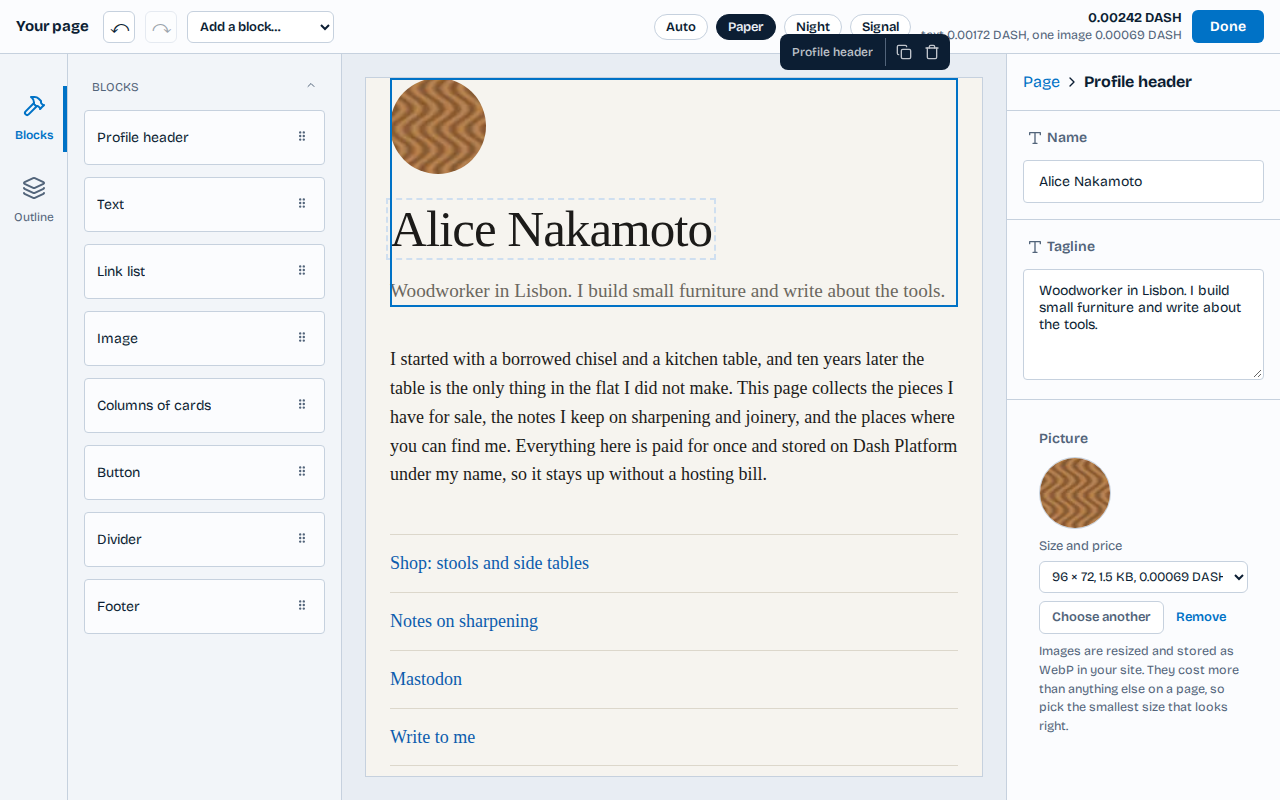 Your page
Add a block...
Auto
Paper
Night
Signal
0.00242 DASH
text 0.00172 DASH, one image 0.00069 DASH
Done
Profile header
Blocks
Outline
BLOCKS
Profile header
Text
Link list
Image
Columns of cards
Button
Divider
Footer
Alice Nakamoto
Woodworker in Lisbon. I build small furniture and write about the tools.
I started with a borrowed chisel and a kitchen table, and ten years later the
table is the only thing in the flat I did not make. This page collects the pieces I
have for sale, the notes I keep on sharpening and joinery, and the places where
you can find me. Everything here is paid for once and stored on Dash Platform
under my name, so it stays up without a hosting bill.
Shop: stools and side tables
Notes on sharpening
Mastodon
Write to me
Page > Profile header
Name
Alice Nakamoto
Tagline
Woodworker in Lisbon. I build
small furniture and write about
the tools.
Picture
Size and price
96 × 72, 1.5 KB, 0.00069 DASH
Choose another
Remove
Images are resized and stored as
WebP in your site. They cost more
than anything else on a page, so
pick the smallest size that looks
right.